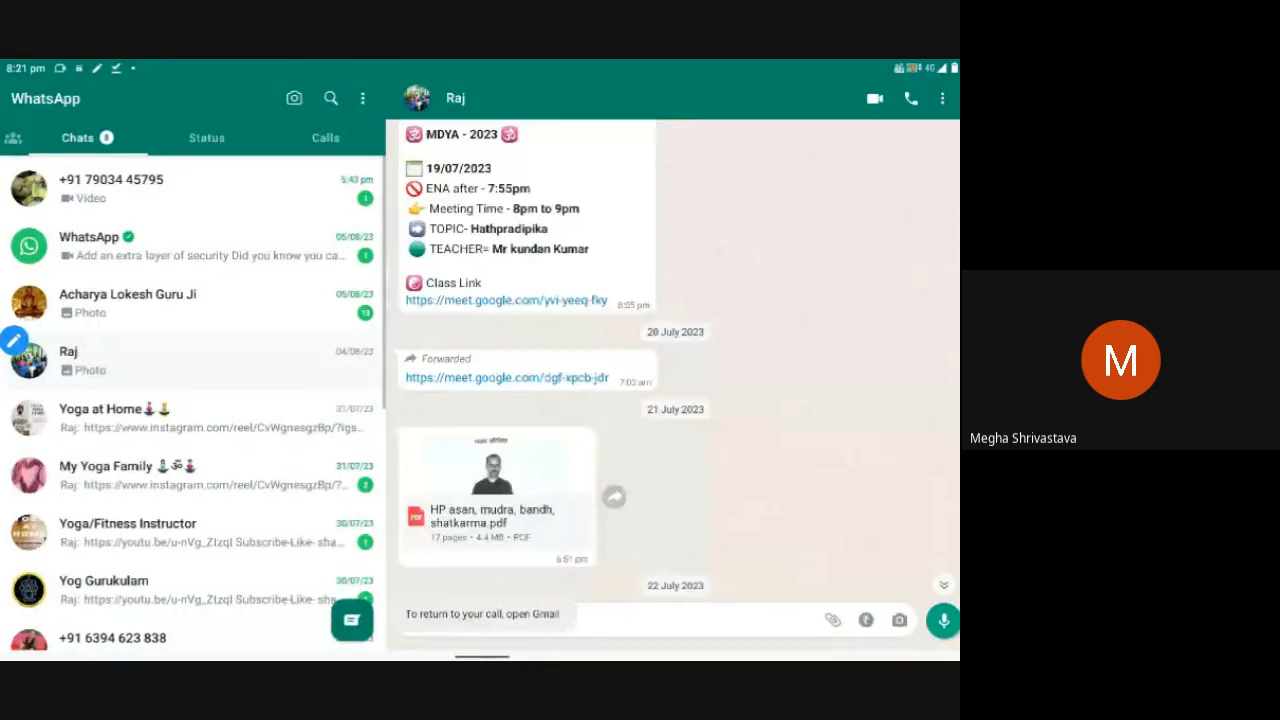 8:21 pm
4G
WhatsApp
Chats 8
Status
Calls
+91 79034 45795
5:43 pm
Video
1
WhatsApp
05/08/23
Add an extra layer of security Did you know you ca...
1
Acharya Lokesh Guru Ji
05/08/23
Photo
13
Raj
04/08/23
Photo
Yoga at Home
31/07/23
Raj: https://www.instagram.com/reel/CvWgnesgzBp/?igs...
My Yoga Family
31/07/23
Raj: https://www.instagram.com/reel/CvWgnesgzBp/?...
2
Yoga/Fitness Instructor
30/07/23
Raj: https://youtu.be/u-nVg_ZtzqI Subscribe-Like- sha...
1
Yog Gurukulam
30/07/23
Raj: https://youtu.be/u-nVg_ZtzqI Subscribe-Like- sha...
+91 6394 623 838
Raj
MDYA - 2023
19/07/2023
ENA after - 7:55pm
Meeting Time - 8pm to 9pm
TOPIC- Hathpradipika
TEACHER= Mr kundan Kumar
Class Link
https://meet.google.com/yvi-yeeq-fky
8:05 pm
20 July 2023
Forwarded
https://meet.google.com/dgf-xpcb-jdr
7:02 am
21 July 2023
HP asan, mudra, bandh,
shatkarma.pdf
17 pages • 4.4 MB • PDF
6:51 pm
22 July 2023
To return to your call, open Gmail
M
Megha Shrivastava